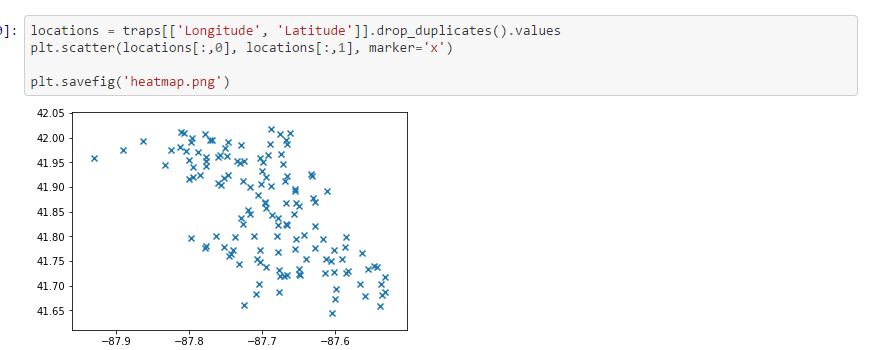 ]: locations = traps[['Longitude', 'Latitude']].drop_duplicates().values
plt.scatter(locations[:,0], locations[:,1], marker='x')
plt.savefig('heatmap.png')
42.05
42.00
41.95
41.90
41.85
41.80
41.75
41.70
41.65
−87.9 −87.8 −87.7 −87.6